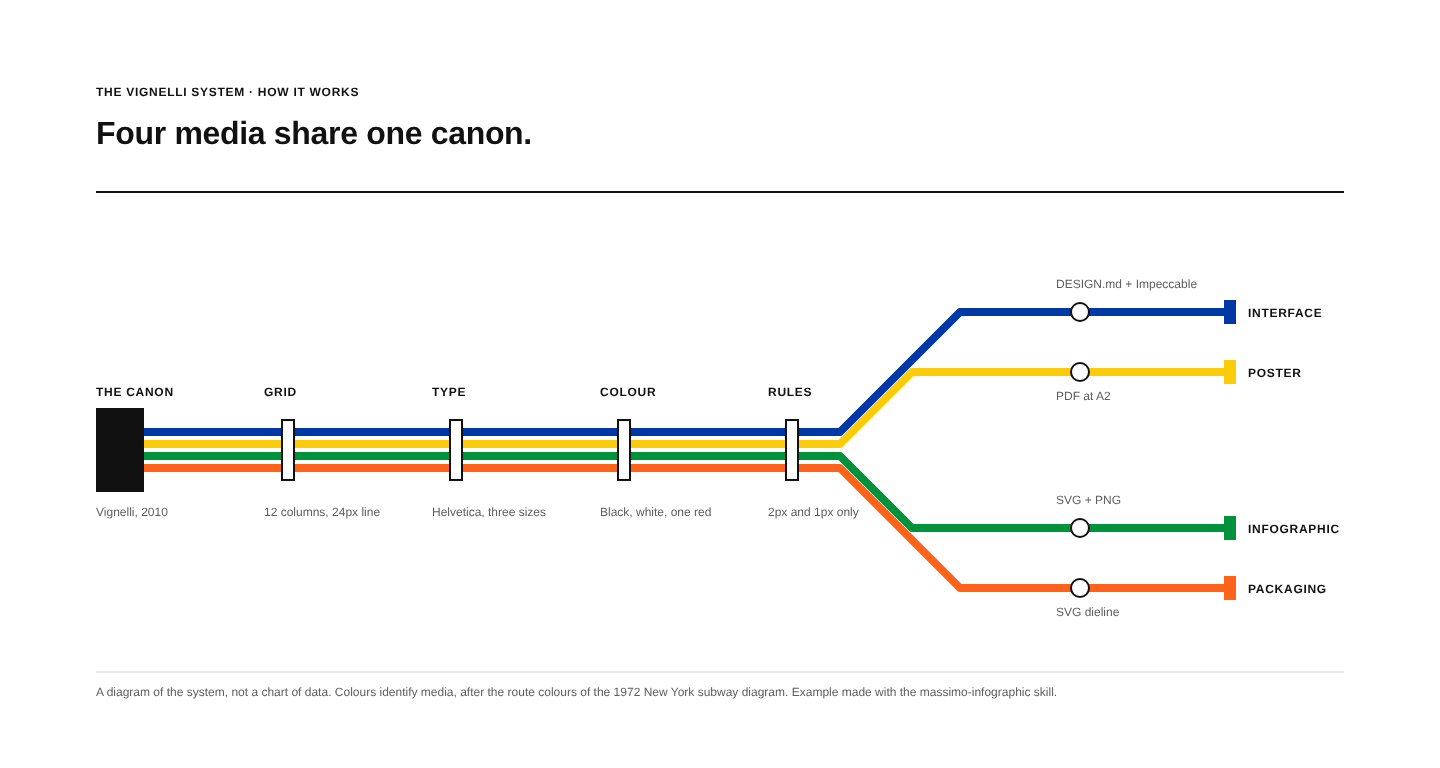 THE VIGNELLI SYSTEM · HOW IT WORKS
Four media share one canon.
DESIGN.md + Impeccable
INTERFACE
POSTER
PDF at A2
THE CANON
GRID
TYPE
COLOUR
RULES
Vignelli, 2010
12 columns, 24px line
Helvetica, three sizes
Black, white, one red
2px and 1px only
SVG + PNG
INFOGRAPHIC
PACKAGING
SVG dieline
A diagram of the system, not a chart of data. Colours identify media, after the route colours of the 1972 New York subway diagram. Example made with the massimo-infographic skill.